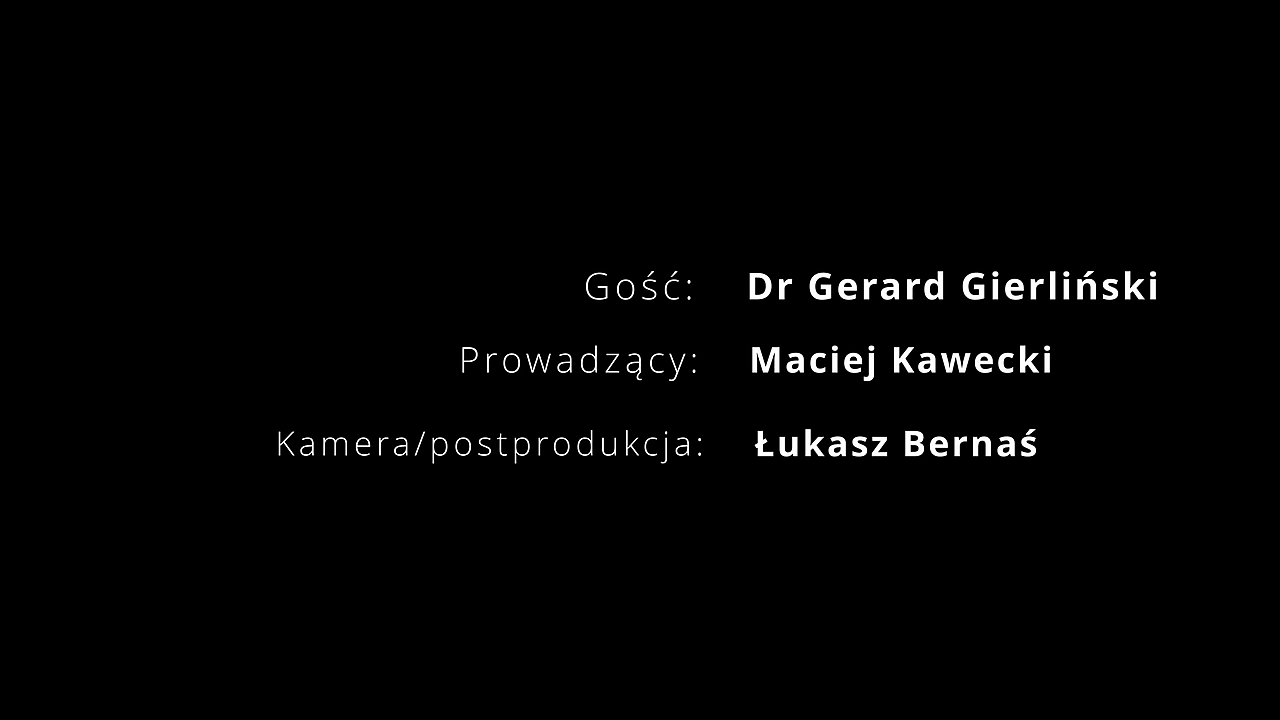 Gość: Dr Gerard Gierliński
Prowadzący: Maciej Kawecki
Kamera/postprodukcja: Łukasz Bernaś